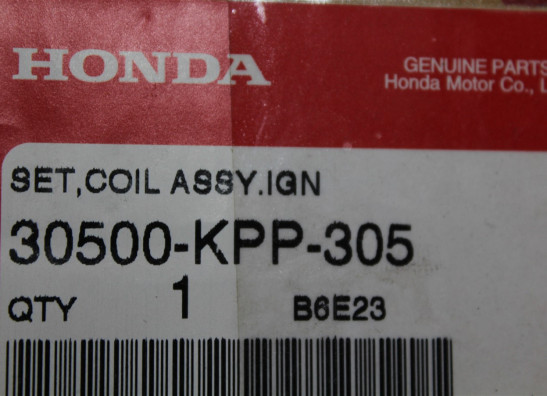 HONDA
GENUINE PARTS
Honda Motor Co., L
SET,COIL ASSY.IGN
30500-KPP-305
QTY 1 B6E23